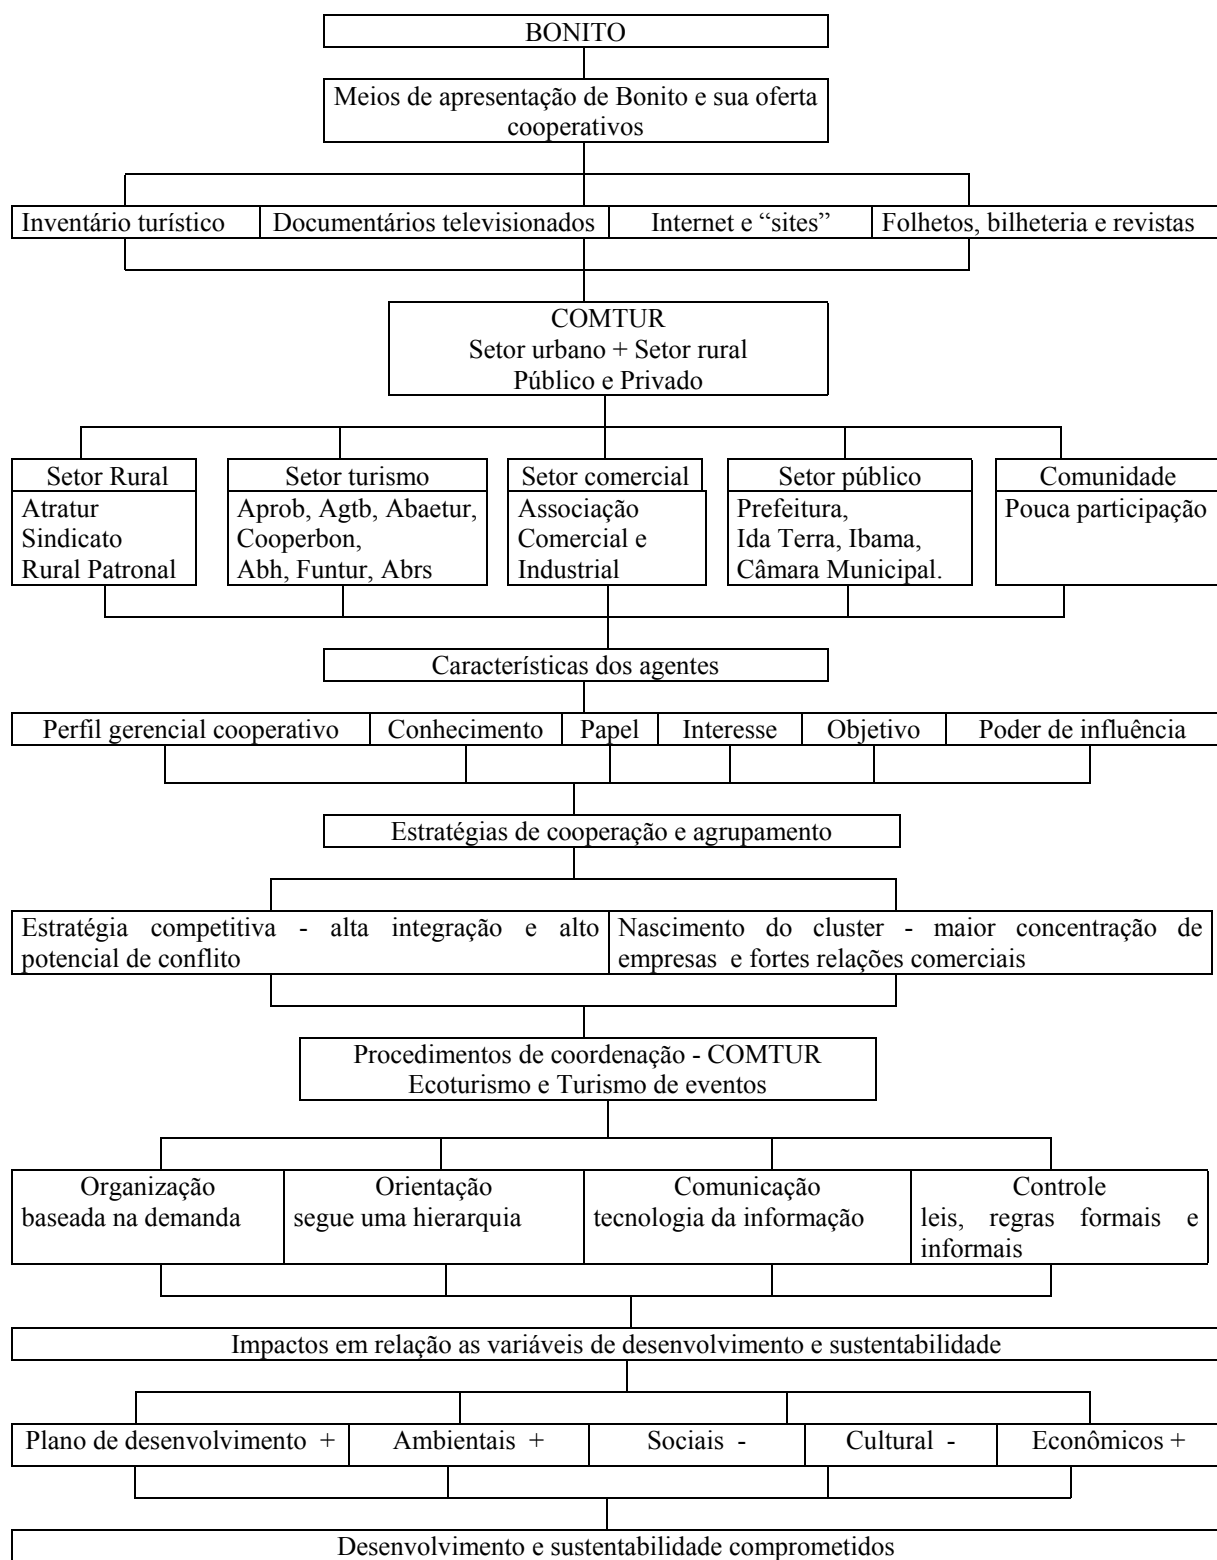 BONITO
Meios de apresentação de Bonito e sua oferta
cooperativos
Inventário turístico
Documentários televisionados
Internet e “sites”
Folhetos, bilheteria e revistas
COMTUR
Setor urbano + Setor rural
Público e Privado
Setor Rural
Atratur
Sindicato
Rural Patronal
Setor turismo
Aprob, Agtb, Abaetur,
Cooperbon,
Abh, Funtur, Abrs
Setor comercial
Associação
Comercial e
Industrial
Setor público
Prefeitura,
Ida Terra, Ibama,
Câmara Municipal.
Comunidade
Pouca participação
Características dos agentes
Perfil gerencial cooperativo
Conhecimento
Papel
Interesse
Objetivo
Poder de influência
Estratégias de cooperação e agrupamento
Estratégia competitiva - alta integração e alto
potencial de conflito
Nascimento do cluster - maior concentração de
empresas e fortes relações comerciais
Procedimentos de coordenação - COMTUR
Ecoturismo e Turismo de eventos
Organização
baseada na demanda
Orientação
segue uma hierarquia
Comunicação
tecnologia da informação
Controle
leis, regras formais e
informais
Impactos em relação as variáveis de desenvolvimento e sustentabilidade
Plano de desenvolvimento +
Ambientais +
Sociais -
Cultural -
Econômicos +
Desenvolvimento e sustentabilidade comprometidos